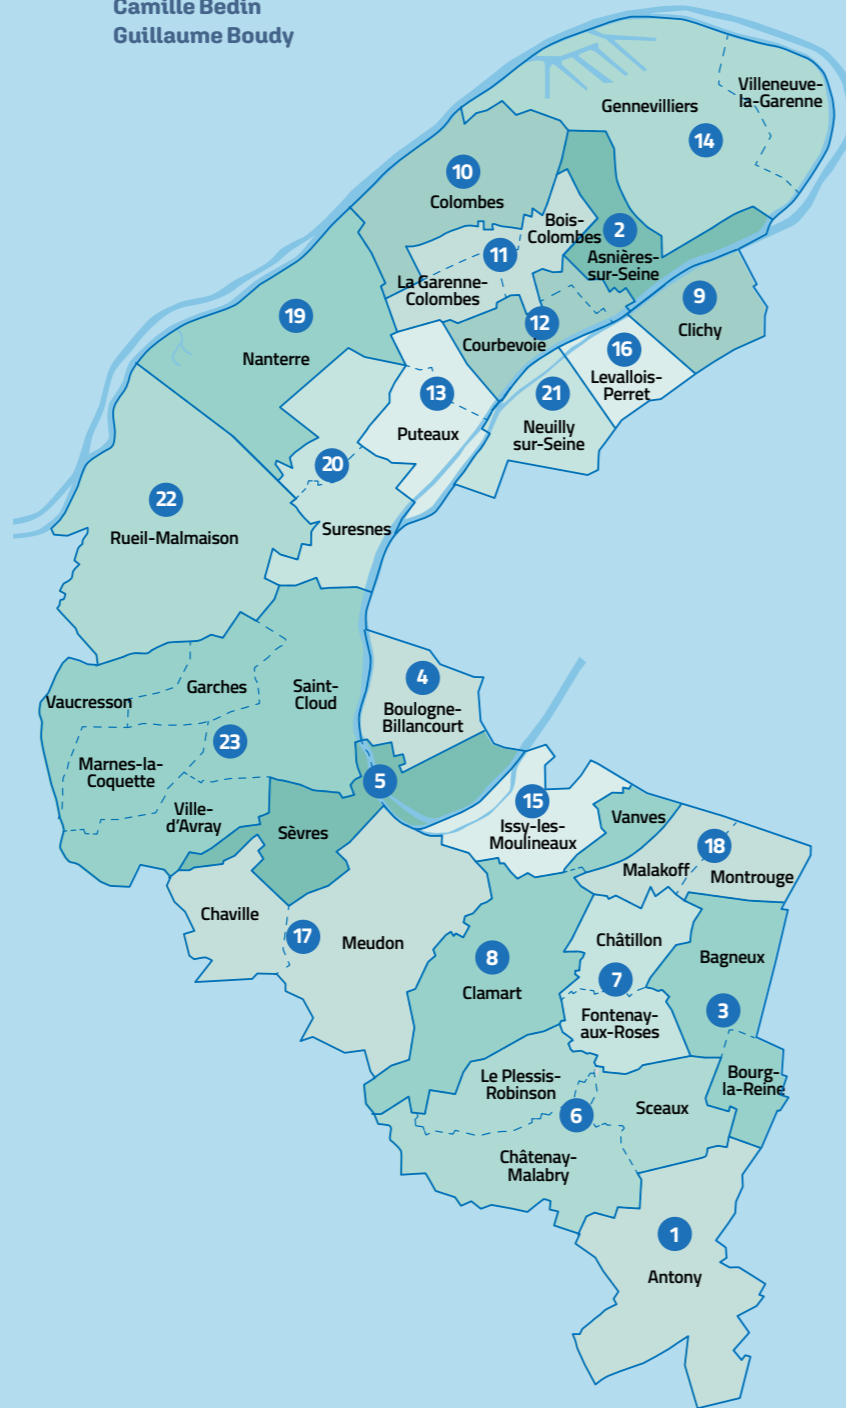 Camille Bedin
Guillaume Boudy
Villeneuve-
la-Garenne
Gennevilliers
14
10
Colombes
Bois-
Colombes
2
Asnières-
sur-Seine
11
La Garenne-
Colombes
9
Clichy
19
Nanterre
12
Courbevoie
16
Levallois-
Perret
13
Puteaux
21
Neuilly
sur-Seine
20
Suresnes
22
Rueil-Malmaison
Vaucresson
Garches
Saint-
Cloud
4
Boulogne-
Billancourt
23
Marnes-la-
Coquette
5
Ville-
d'Avray
Sèvres
15
Issy-les-
Moulineaux
Vanves
18
Malakoff
Montrouge
Chaville
17
Meudon
8
Clamart
Châtillon
7
Fontenay-
aux-Roses
Bagneux
3
Bourg-
la-Reine
Le Plessis-
Robinson
6
Sceaux
Châtenay-
Malabry
1
Antony